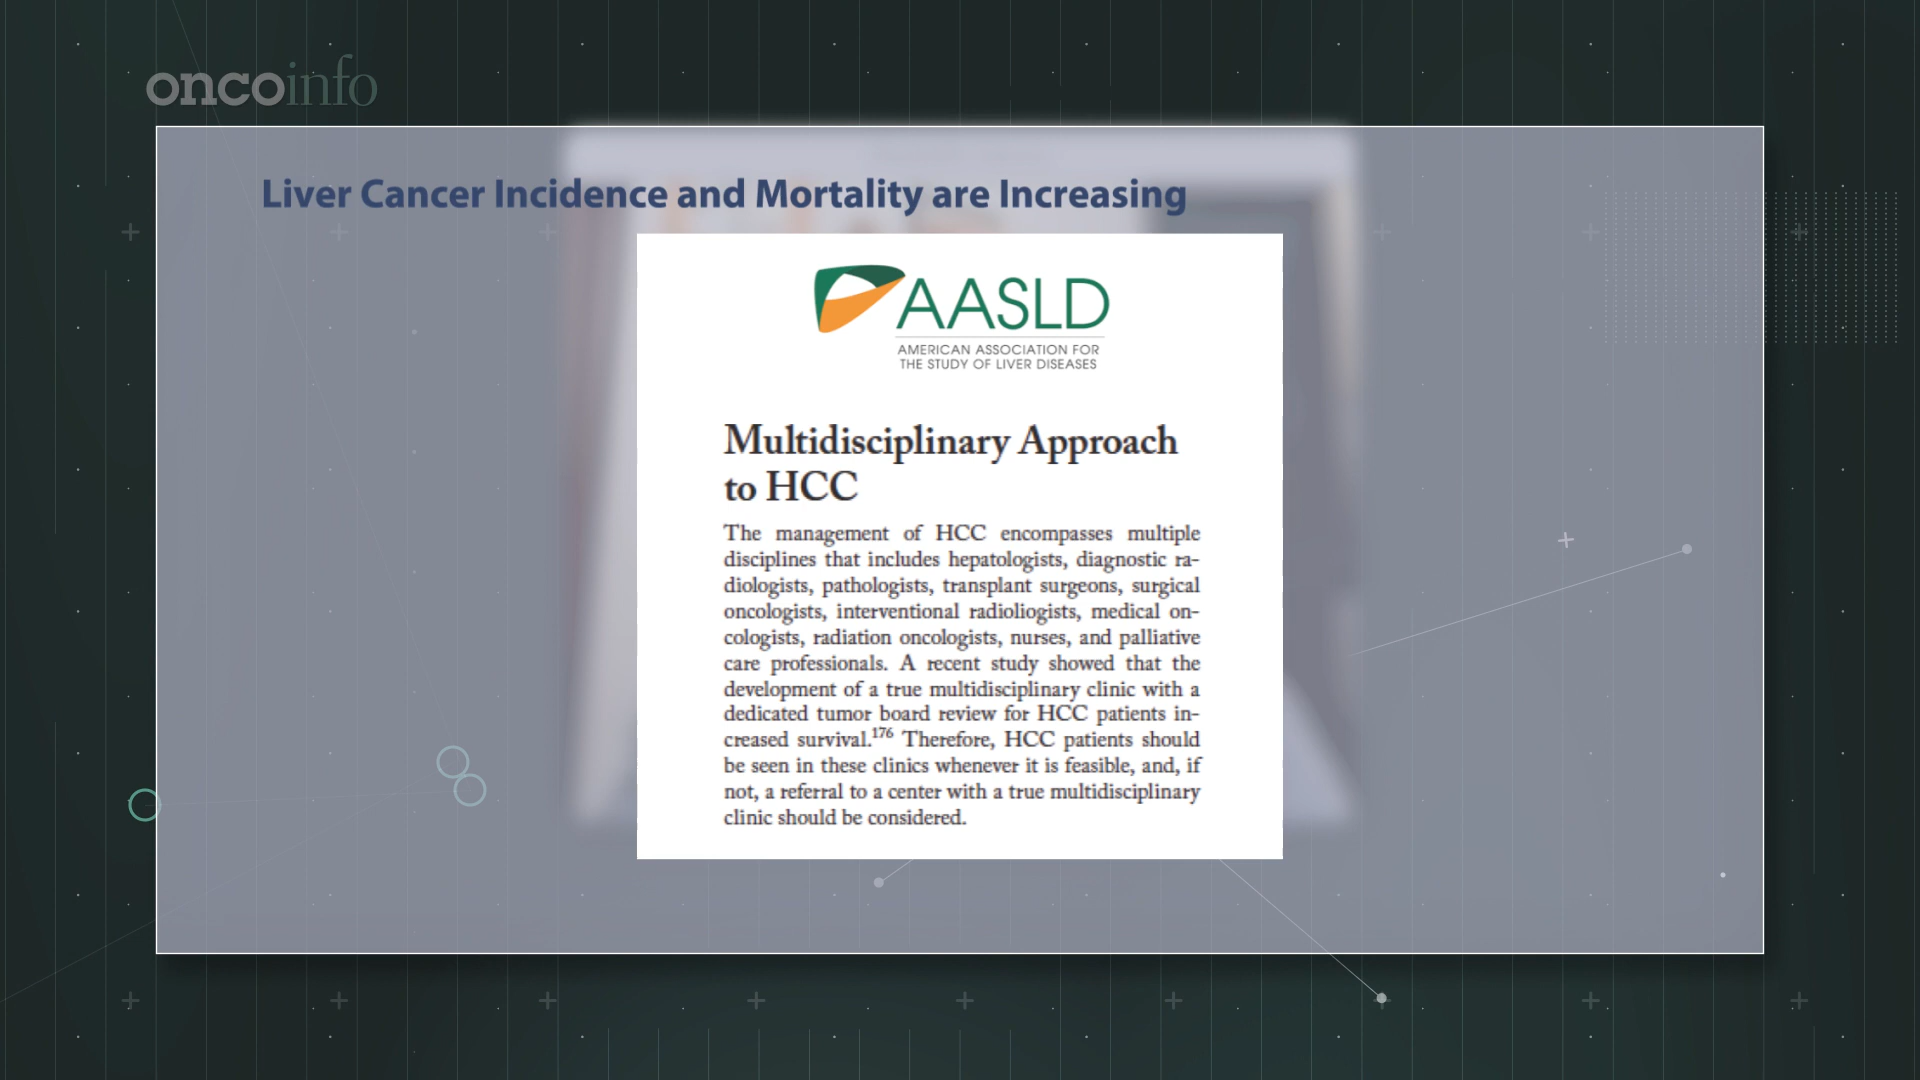 oncoinfo
Liver Cancer Incidence and Mortality are Increasing
AASLD
AMERICAN ASSOCIATION FOR
THE STUDY OF LIVER DISEASES
Multidisciplinary Approach
to HCC
The management of HCC encompasses multiple
disciplines that includes hepatologists, diagnostic ra-
diologists, pathologists, transplant surgeons, surgical
oncologists, interventional radioliogists, medical on-
cologists, radiation oncologists, nurses, and palliative
care professionals. A recent study showed that the
development of a true multidisciplinary clinic with a
dedicated tumor board review for HCC patients in-
creased survival.176 Therefore, HCC patients should
be seen in these clinics whenever it is feasible, and, if
not, a referral to a center with a true multidisciplinary
clinic should be considered.